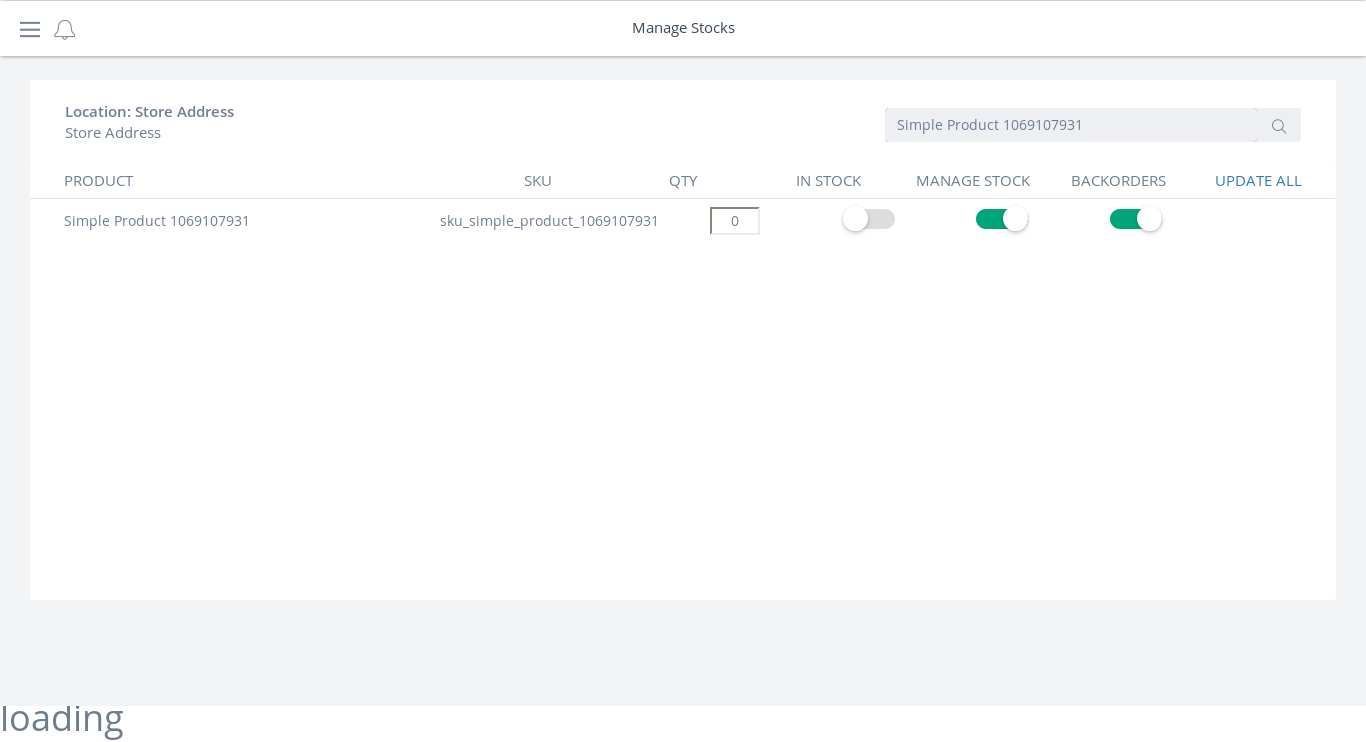 Manage Stocks
Location: Store Address
Store Address
Simple Product 1069107931
PRODUCT SKU QTY IN STOCK MANAGE STOCK BACKORDERS UPDATE ALL
Simple Product 1069107931 sku_simple_product_1069107931 0
loading